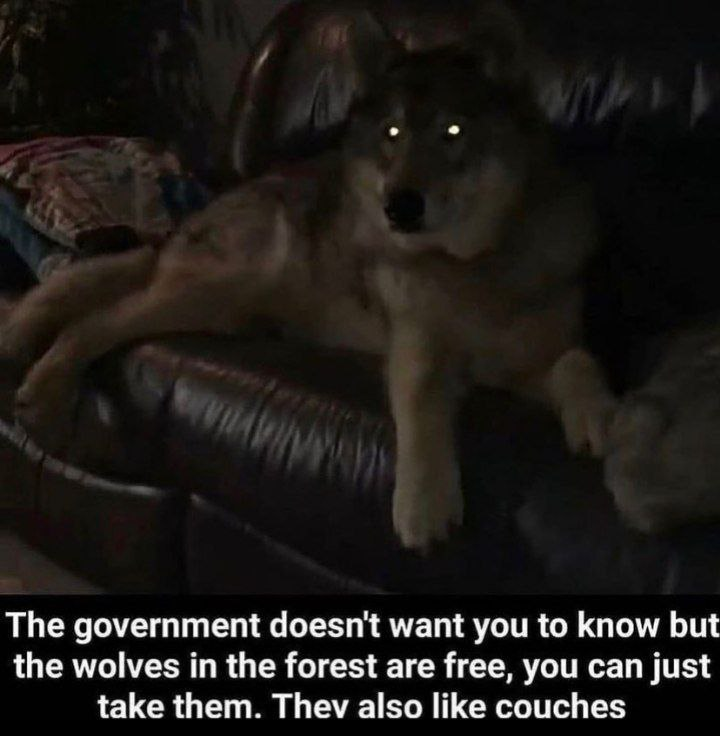 The government doesn't want you to know but
the wolves in the forest are free, you can just
take them. Thev also like couches